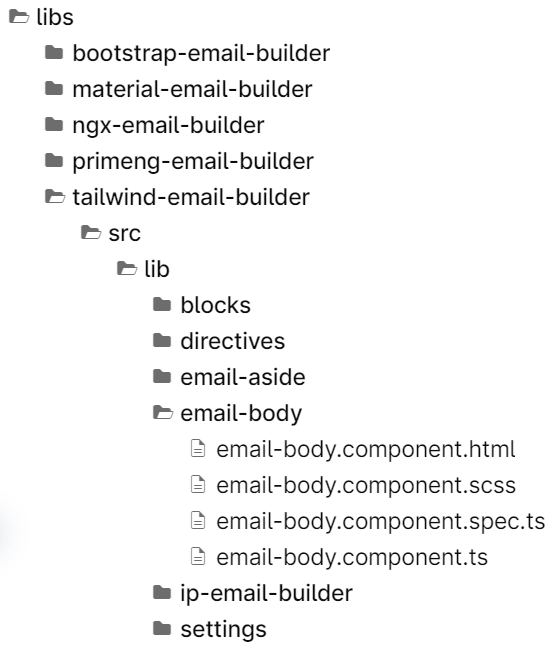 libs
bootstrap-email-builder
material-email-builder
ngx-email-builder
primeng-email-builder
tailwind-email-builder
src
lib
blocks
directives
email-aside
email-body
email-body.component.html
email-body.component.scss
email-body.component.spec.ts
email-body.component.ts
ip-email-builder
settings